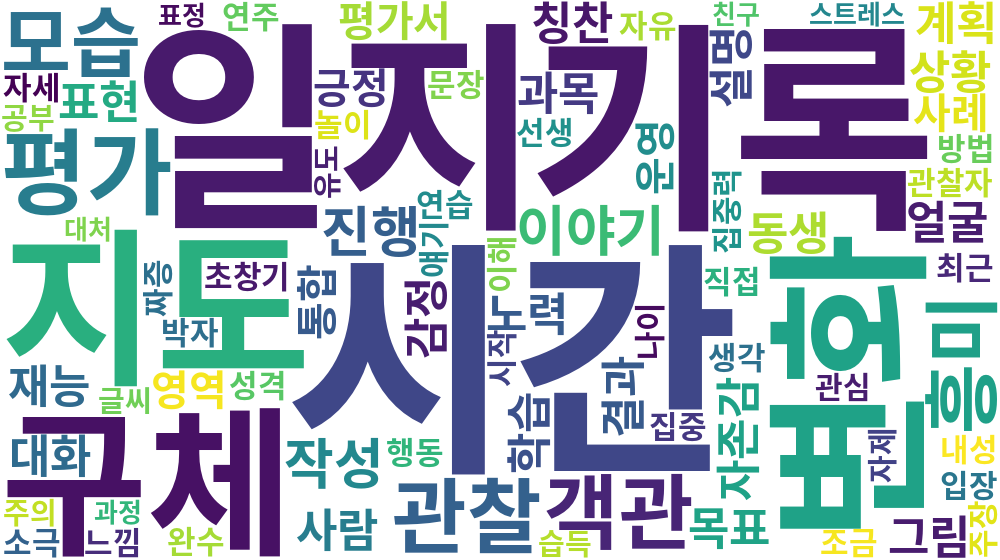 표정
연주
평가서
칭찬
자유
친구
스트레스
계획
모습
일지기록
설명
상황
자세
표현
긍정
문장
과목
사례
공부
놀이
선생
운영
방법
평가
유도
집중력
관찰자
대처
진행
연습
이야기
동생
얼굴
지도
짜증
초창기
통합
얘기
이해
직접
변화
최근
시간
감정
시작
노력
나이
흥미
박자
생각
재능
글씨
영역
성격
결과
자존감
관심
구체
학습
집중
자제
내성
대화
작성
행동
입장
주의
과정
사람
관찰
객관
목표
그림
주장
소극
느낌
완수
습득
조금